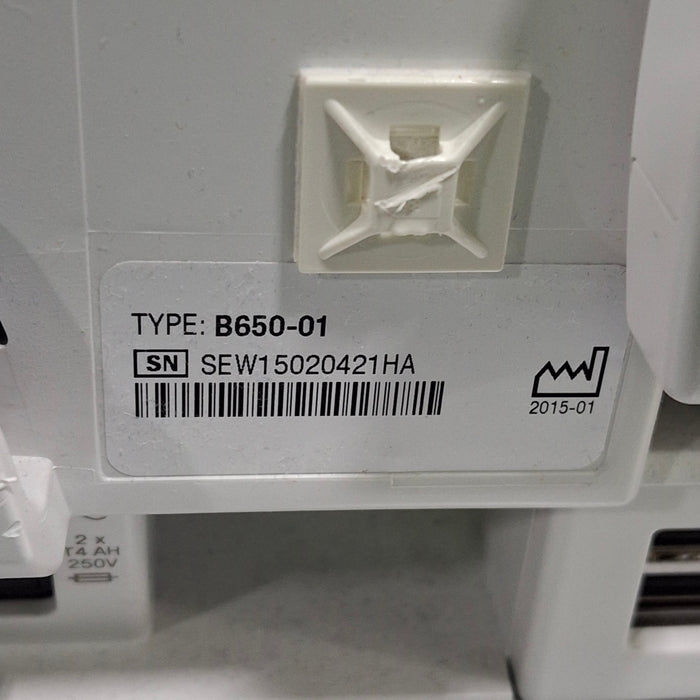 TYPE: B650-01
SN SEW15020421HA
2015-01
2 x
T4 AH
250V